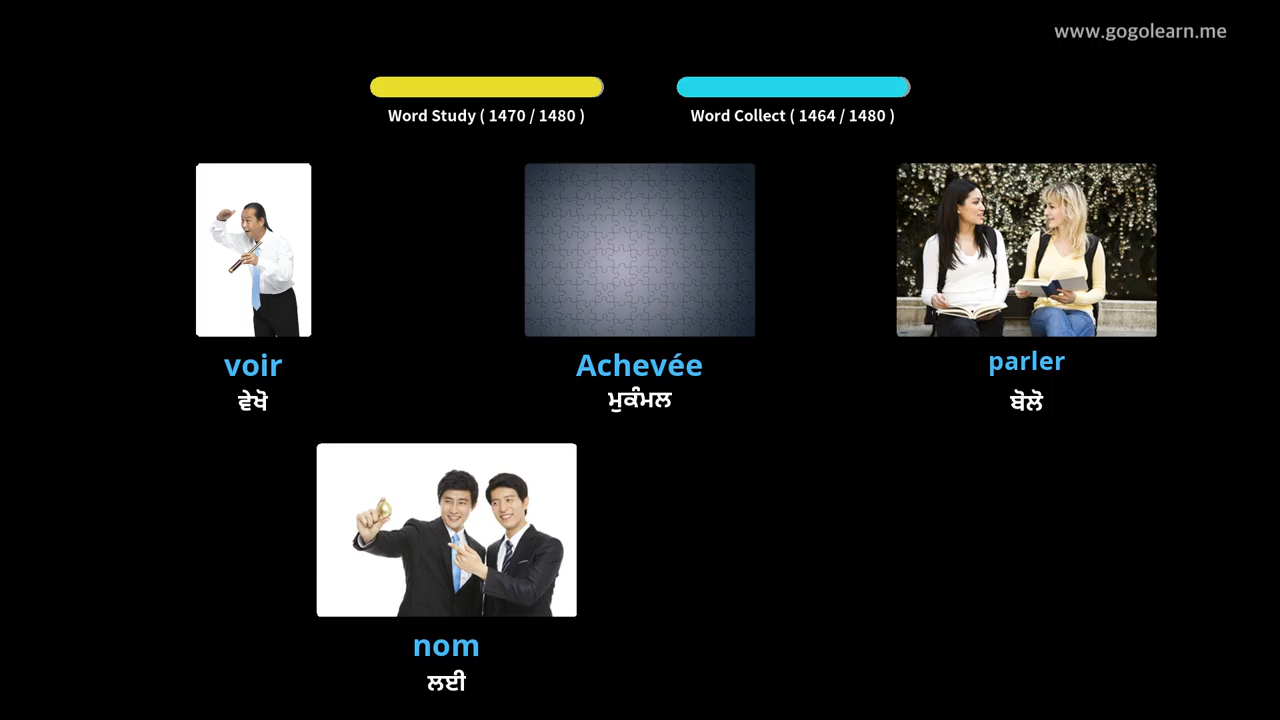 www.gogolearn.me
Word Study ( 1470 / 1480 )
Word Collect ( 1464 / 1480 )
voir
ਵੇਖੋ
Achevée
ਮੁਕੰਮਲ
parler
ਬੋਲੋ
nom
ਲਈ